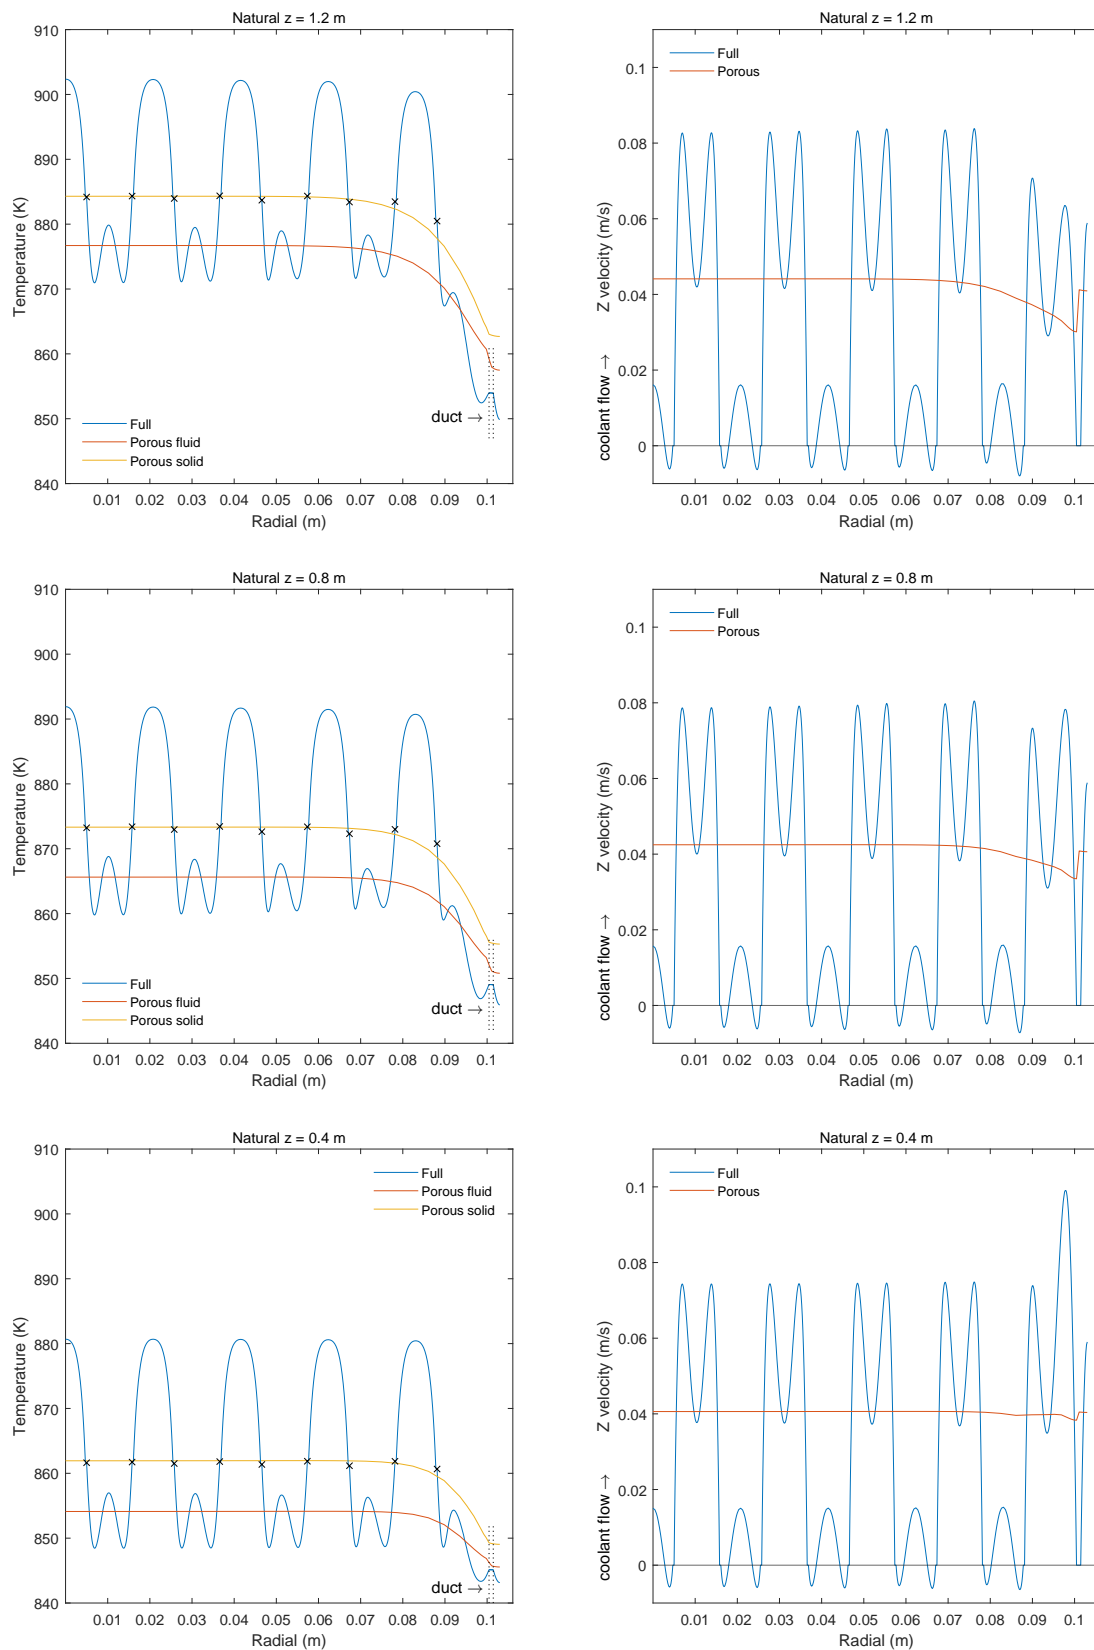 Natural z = 1.2 m
910
900
890
880
870
860
850
840
Temperature (K)
duct →
Full
Porous fluid
Porous solid
0.01 0.02 0.03 0.04 0.05 0.06 0.07 0.08 0.09 0.1
Radial (m)
Natural z = 1.2 m
0.1
0.08
0.06
0.04
0.02
0
Z velocity (m/s)
coolant flow →
Full
Porous
0.01 0.02 0.03 0.04 0.05 0.06 0.07 0.08 0.09 0.1
Radial (m)
Natural z = 0.8 m
910
900
890
880
870
860
850
840
Temperature (K)
duct →
Full
Porous fluid
Porous solid
0.01 0.02 0.03 0.04 0.05 0.06 0.07 0.08 0.09 0.1
Radial (m)
Natural z = 0.8 m
0.1
0.08
0.06
0.04
0.02
0
Z velocity (m/s)
coolant flow →
Full
Porous
0.01 0.02 0.03 0.04 0.05 0.06 0.07 0.08 0.09 0.1
Radial (m)
Natural z = 0.4 m
910
900
890
880
870
860
850
840
Temperature (K)
Full
Porous fluid
Porous solid
duct →
0.01 0.02 0.03 0.04 0.05 0.06 0.07 0.08 0.09 0.1
Radial (m)
Natural z = 0.4 m
0.1
0.08
0.06
0.04
0.02
0
Z velocity (m/s)
coolant flow →
Full
Porous
0.01 0.02 0.03 0.04 0.05 0.06 0.07 0.08 0.09 0.1
Radial (m)